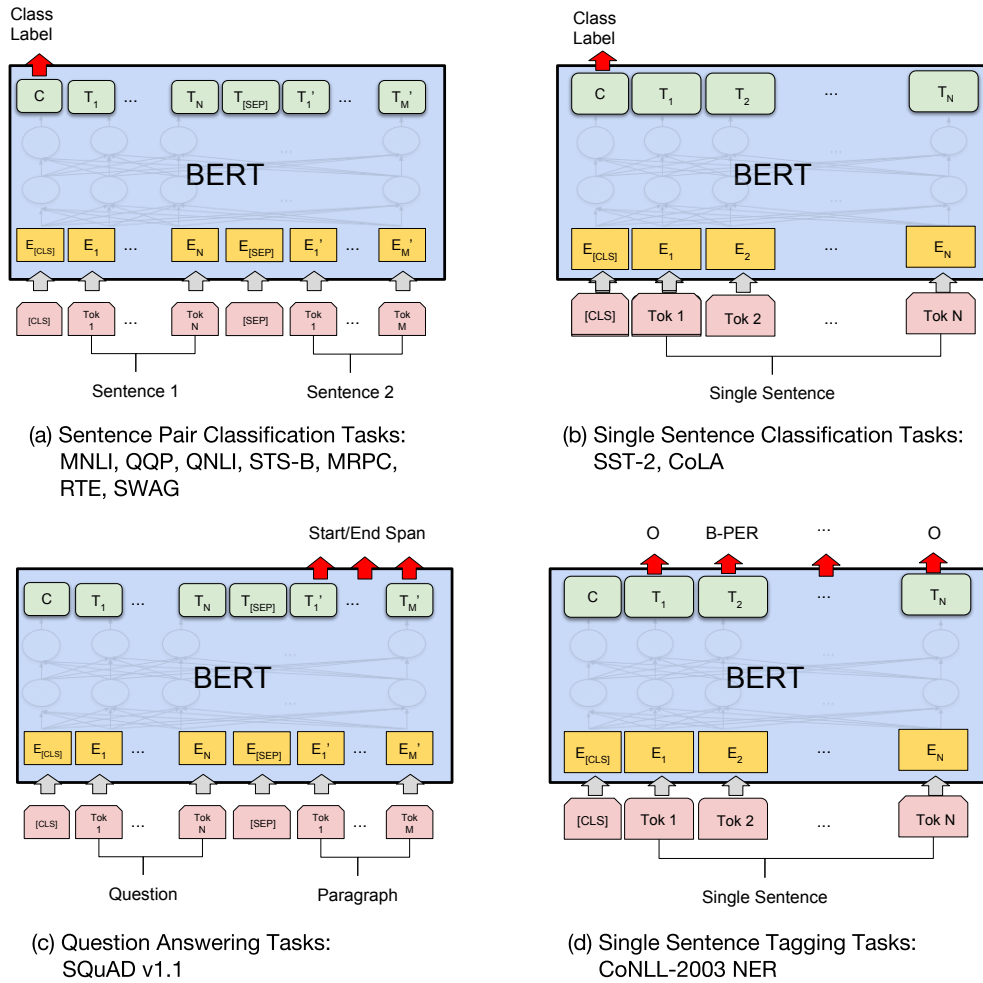 Class
Label
C T1 ... TN T[SEP] T1’ ... TM’
...
BERT
...
E[CLS] E1 ... EN E[SEP] E1’ ... EM’
[CLS] Tok 1 ... Tok N [SEP] Tok 1 ... Tok M
Sentence 1 Sentence 2
(a) Sentence Pair Classification Tasks:
MNLI, QQP, QNLI, STS-B, MRPC,
RTE, SWAG
Class
Label
C T1 T2 ... TN
...
BERT
...
E[CLS] E1 E2 ... EN
[CLS] Tok 1 Tok 2 ... Tok N
Single Sentence
(b) Single Sentence Classification Tasks:
SST-2, CoLA
Start/End Span
C T1 ... TN T[SEP] T1’ ... TM’
...
BERT
...
E[CLS] E1 ... EN E[SEP] E1’ ... EM’
[CLS] Tok 1 ... Tok N [SEP] Tok 1 ... Tok M
Question Paragraph
(c) Question Answering Tasks:
SQuAD v1.1
O B-PER ... O
C T1 T2 ... TN
...
BERT
...
E[CLS] E1 E2 ... EN
[CLS] Tok 1 Tok 2 ... Tok N
Single Sentence
(d) Single Sentence Tagging Tasks:
CoNLL-2003 NER